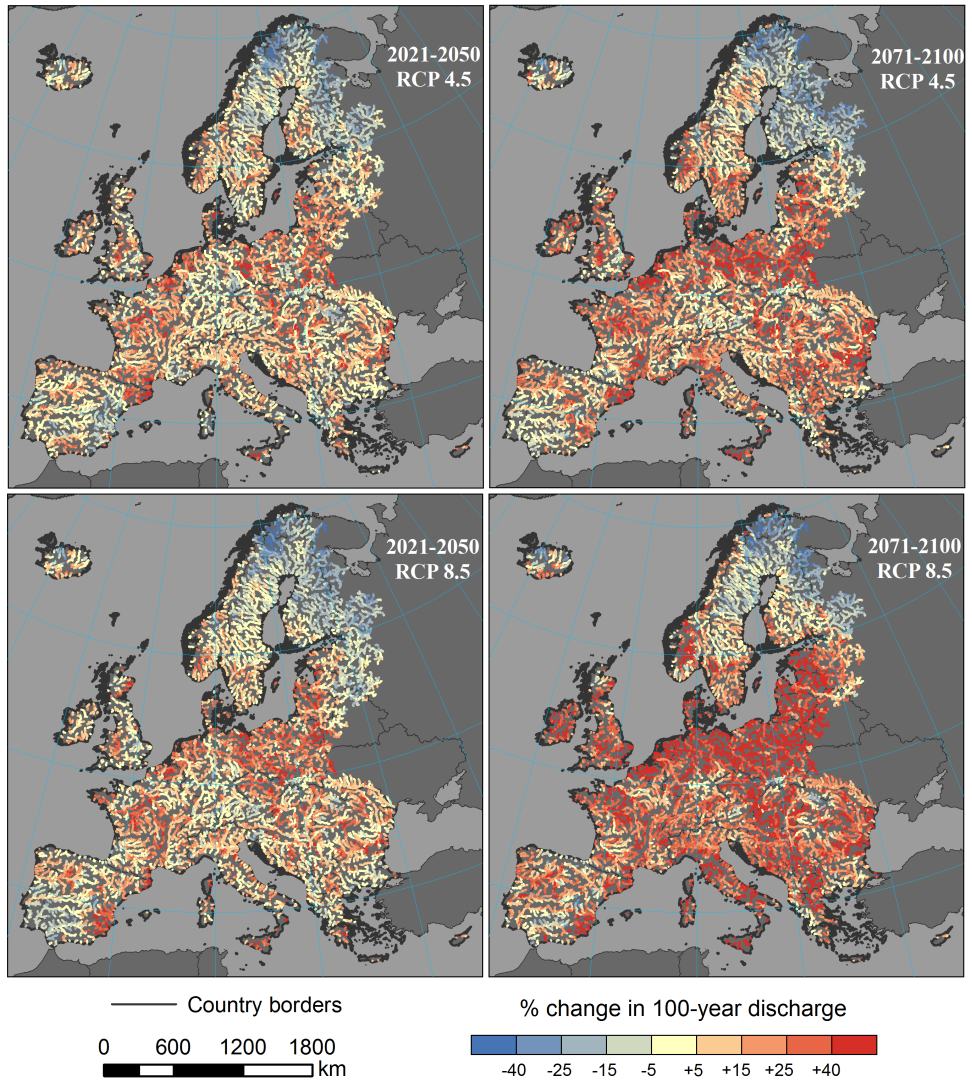 2021-2050
RCP 4.5
2071-2100
RCP 4.5
2021-2050
RCP 8.5
2071-2100
RCP 8.5
Country borders
0 600 1200 1800
km
% change in 100-year discharge
-40 -25 -15 -5 +5 +15 +25 +40